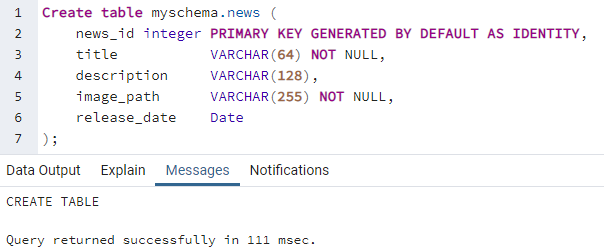 1 Create table myschema.news (
2     news_id integer PRIMARY KEY GENERATED BY DEFAULT AS IDENTITY,
3     title            VARCHAR(64) NOT NULL,
4     description      VARCHAR(128),
5     image_path       VARCHAR(255) NOT NULL,
6     release_date     Date
7 );
Data Output Explain Messages Notifications
CREATE TABLE
Query returned successfully in 111 msec.